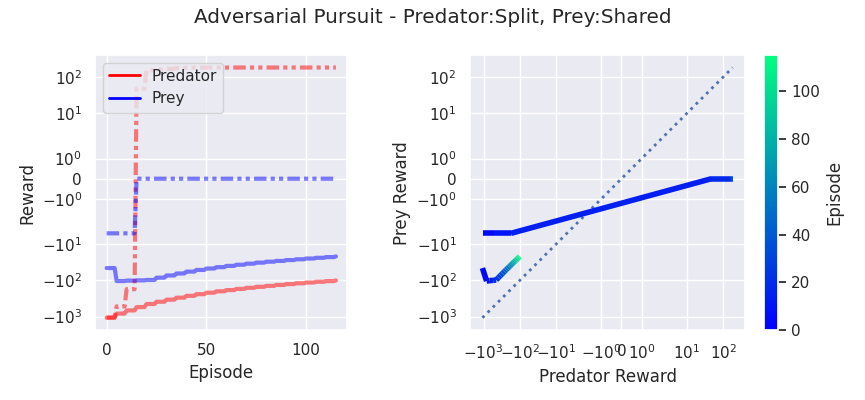 Adversarial Pursuit - Predator:Split, Prey:Shared
Predator
Prey
Reward
10²
10¹
10⁰
0
−10⁰
−10¹
−10²
−10³
0
50
100
Episode
Prey Reward
10²
10¹
10⁰
0
−10⁰
−10¹
−10²
−10³
−10³ −10² −10¹ −10⁰ 0 10⁰ 10¹ 10²
Predator Reward
100
80
60
40
20
0
Episode